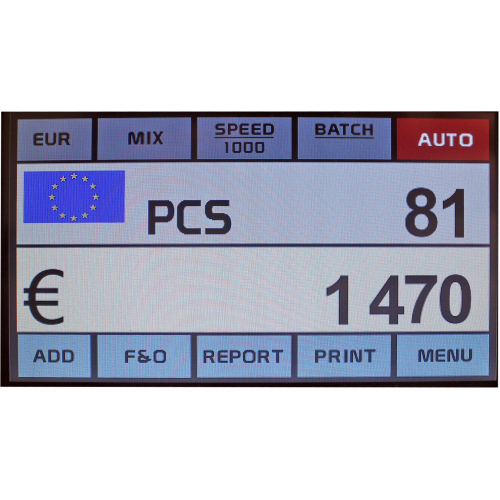 EUR MIX SPEED BATCH AUTO
1000
PCS 81
€ 1 470
ADD F&O REPORT PRINT MENU